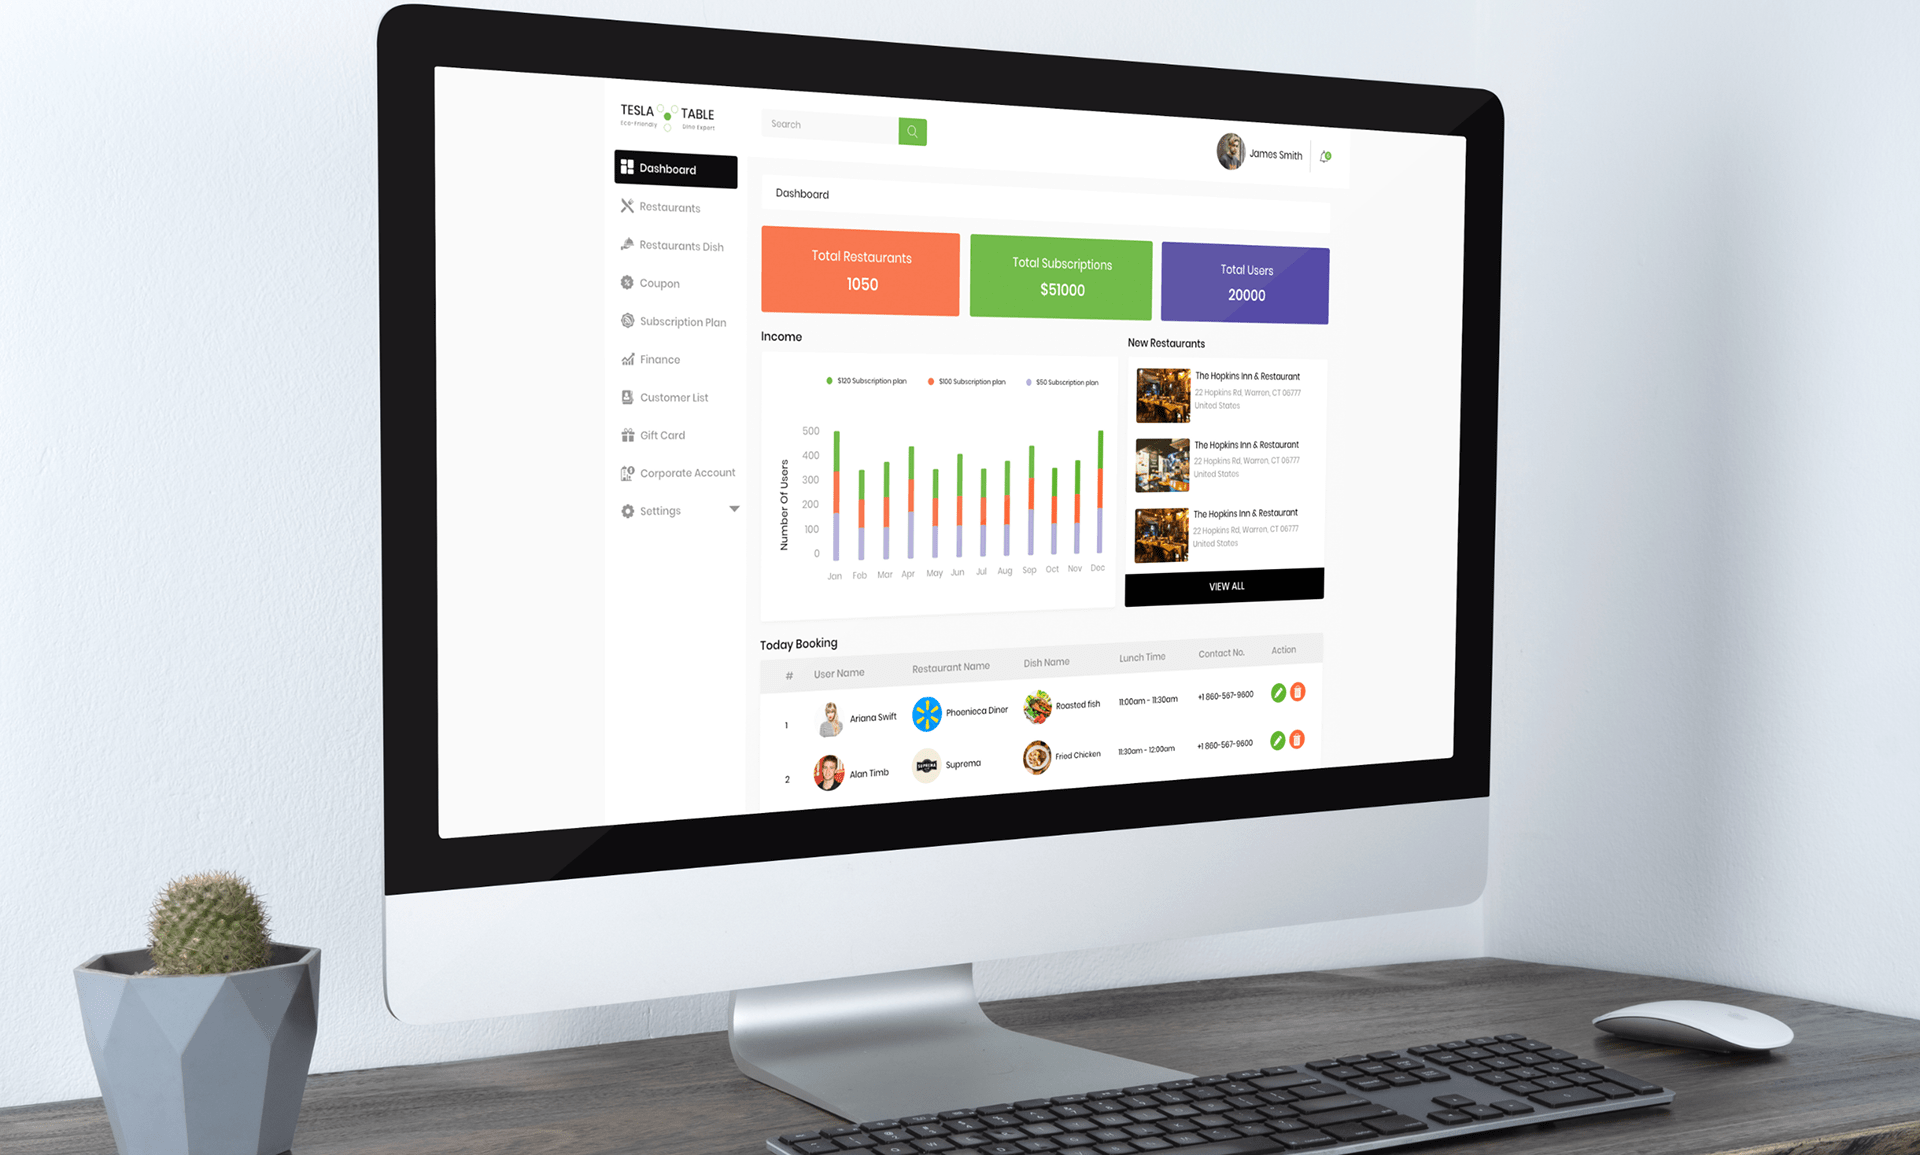 TESLA TABLE
Eco-Friendly Dine Expert
Search
James Smith
Dashboard
Restaurants
Restaurants Dish
Coupon
Subscription Plan
Finance
Customer List
Gift Card
Corporate Account
Settings
Dashboard
Total Restaurants
1050
Total Subscriptions
$51000
Total Users
20000
Income
$120 Subscription plan $100 Subscription plan $50 Subscription plan
Number Of Users
500
400
300
200
100
0
Jan Feb Mar Apr May Jun Jul Aug Sep Oct Nov Dec
New Restaurants
The Hopkins Inn & Restaurant
22 Hopkins Rd, Warren, CT 06777
United States
The Hopkins Inn & Restaurant
22 Hopkins Rd, Warren, CT 06777
United States
The Hopkins Inn & Restaurant
22 Hopkins Rd, Warren, CT 06777
United States
VIEW ALL
Today Booking
# User Name Restaurant Name Dish Name Lunch Time Contact No. Action
1 Ariana Swift Phoenieca Diner Roasted fish 11:00am - 11:30am +1 860-567-9600
2 Alan Timb SUPREMA Suprema Fried Chicken 11:30am - 12:00am +1 860-567-9600